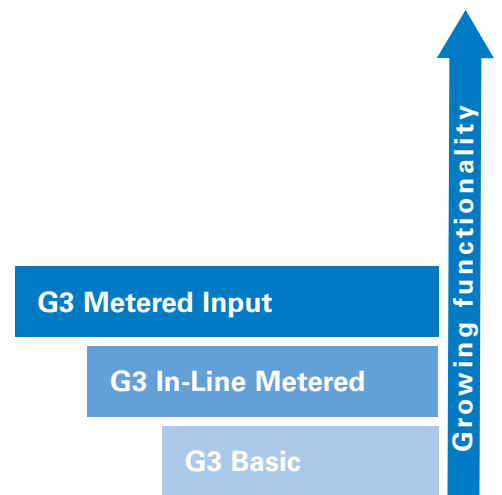 G3 Metered Input
G3 In-Line Metered
G3 Basic
Growing functionality